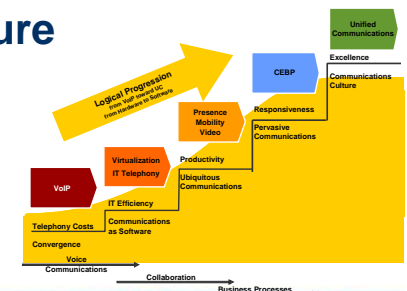 ure
Unified
Communications
Excellence
Communications
Culture
CEBP
Responsiveness
Pervasive
Communications
Logical Progression
from VoIP toward UC
from Hardware to Software
Presence
Mobility
Video
Productivity
Ubiquitous
Communications
Virtualization
IT Telephony
IT Efficiency
Communications
as Software
VoIP
Telephony Costs
Convergence
Voice
Communications
Collaboration
Business Processes